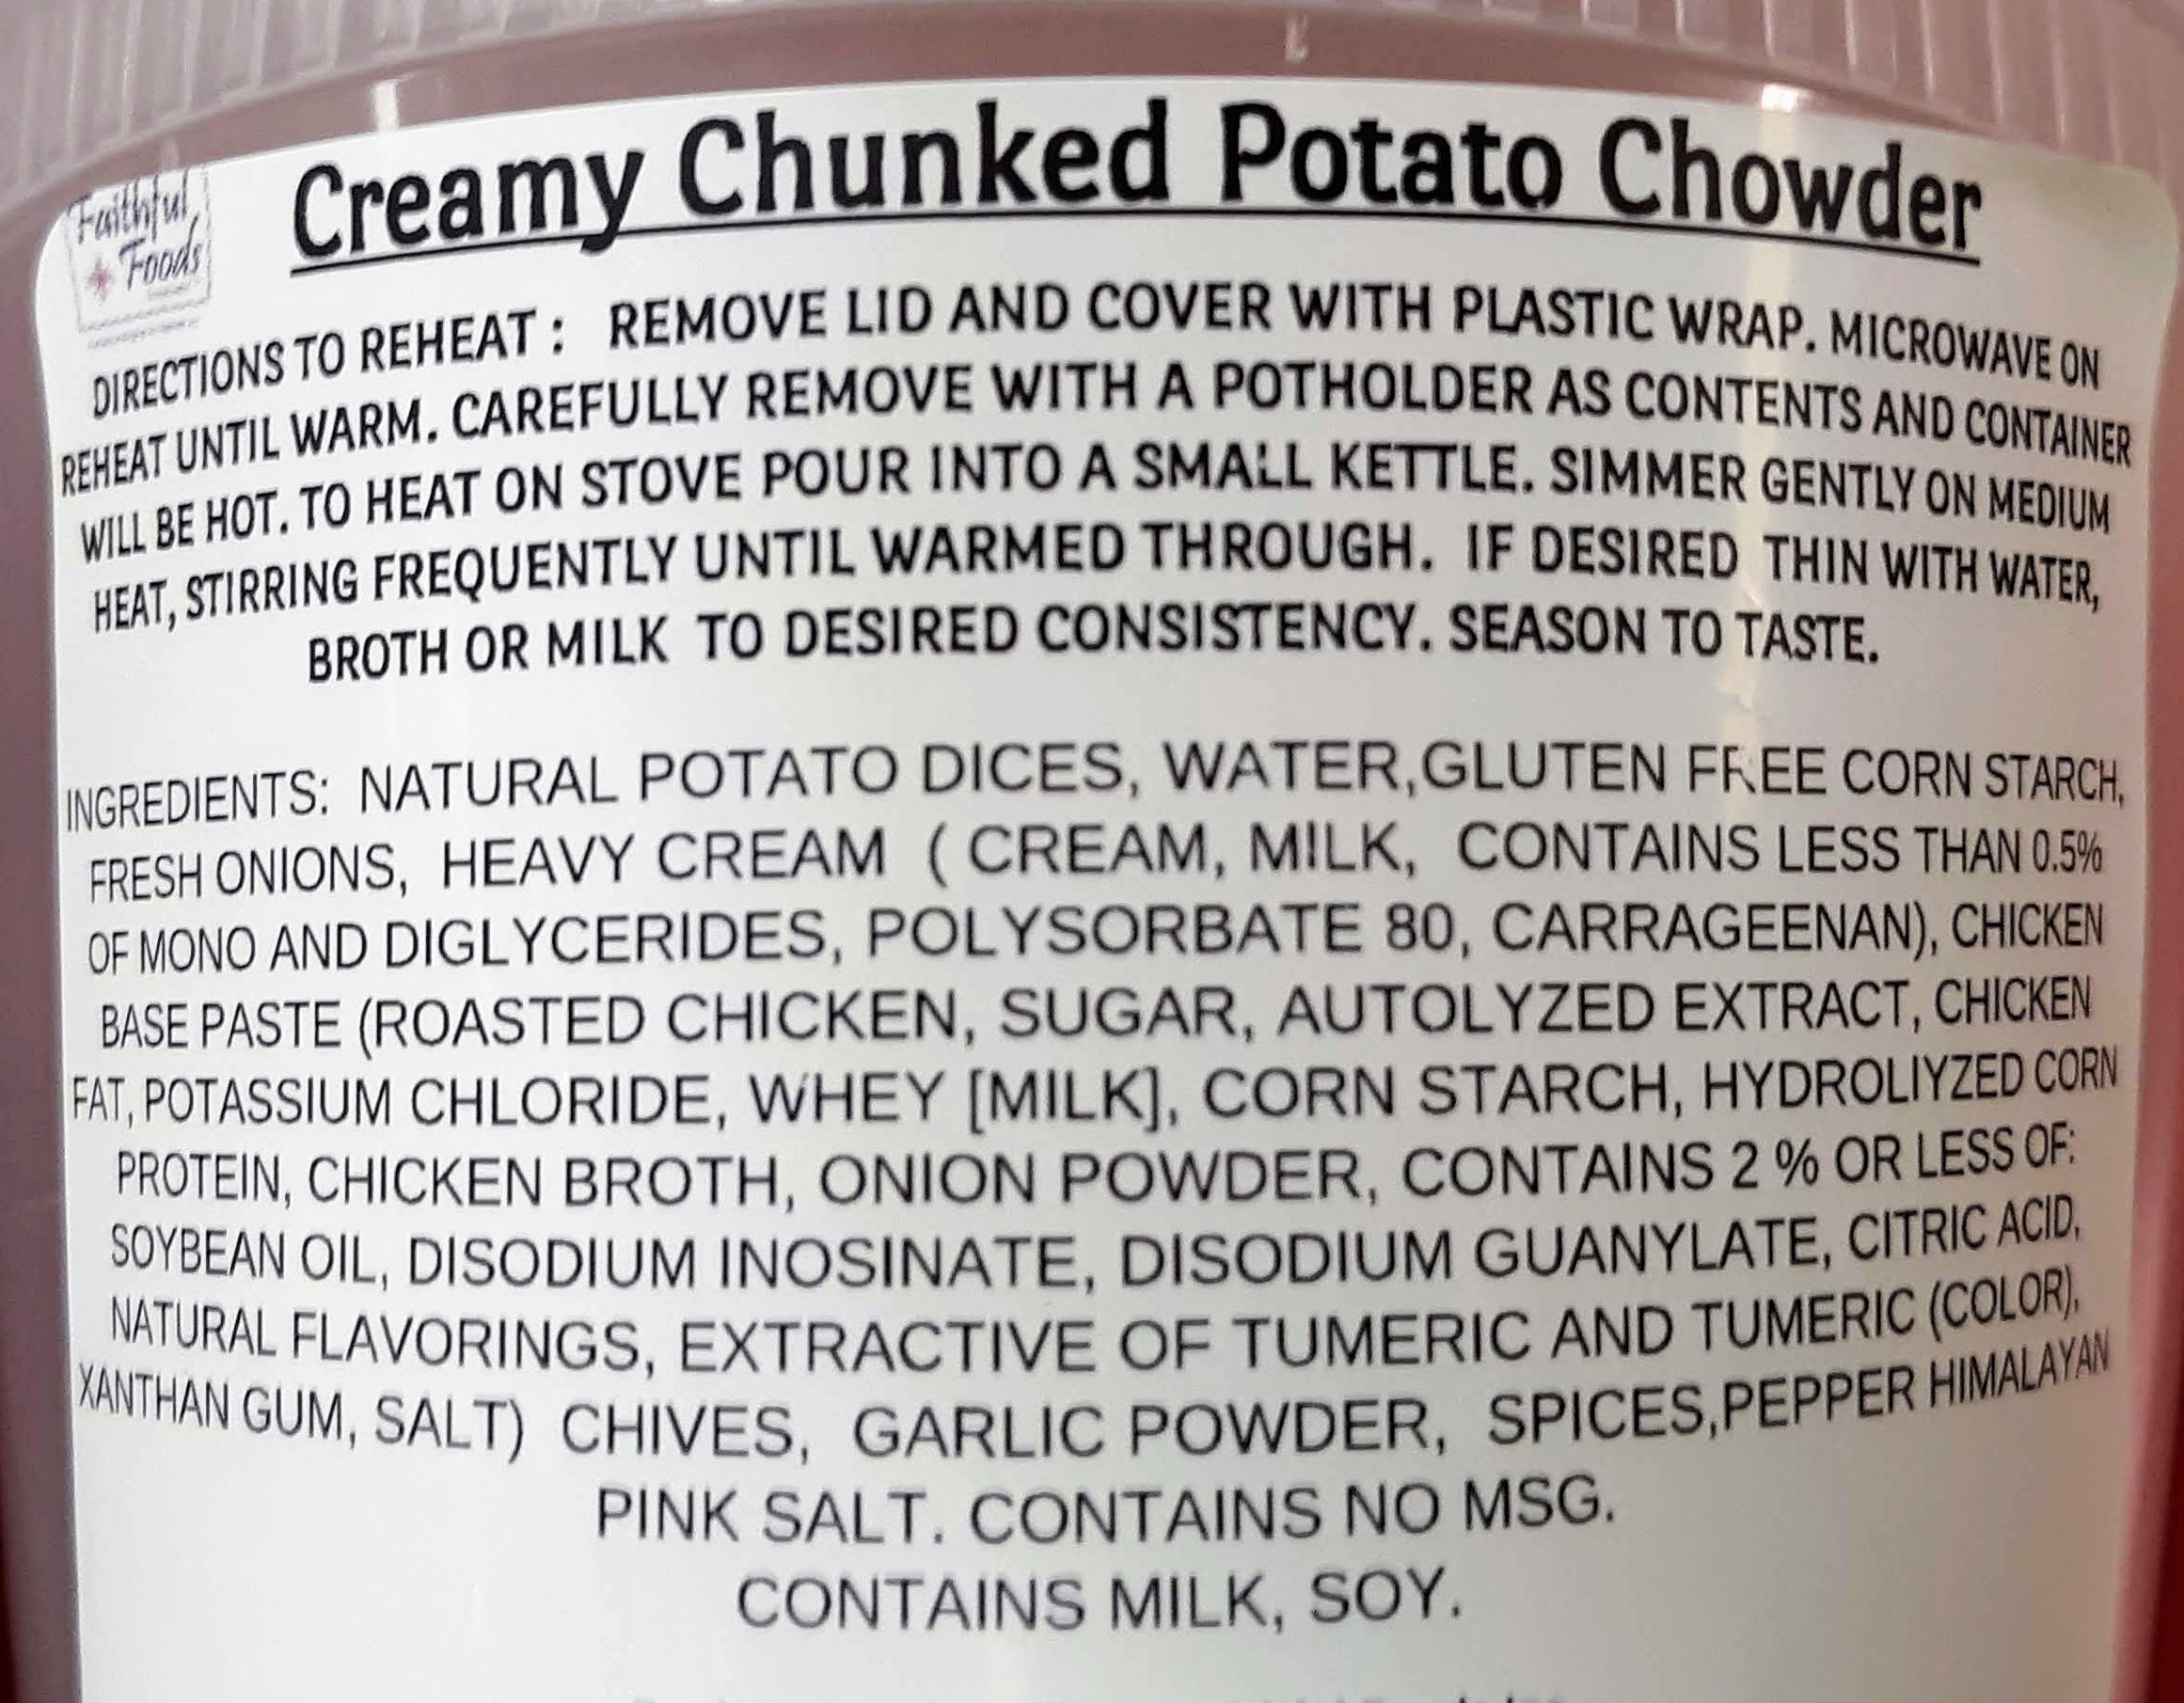 Creamy Chunked Potato Chowder
Faithful
Foods
DIRECTIONS TO REHEAT : REMOVE LID AND COVER WITH PLASTIC WRAP. MICROWAVE ON
REHEAT UNTIL WARM. CAREFULLY REMOVE WITH A POTHOLDER AS CONTENTS AND CONTAINER
WILL BE HOT. TO HEAT ON STOVE POUR INTO A SMALL KETTLE. SIMMER GENTLY ON MEDIUM
HEAT, STIRRING FREQUENTLY UNTIL WARMED THROUGH. IF DESIRED THIN WITH WATER,
BROTH OR MILK TO DESIRED CONSISTENCY. SEASON TO TASTE.
INGREDIENTS: NATURAL POTATO DICES, WATER,GLUTEN FREE CORN STARCH,
FRESH ONIONS, HEAVY CREAM ( CREAM, MILK, CONTAINS LESS THAN 0.5%
OF MONO AND DIGLYCERIDES, POLYSORBATE 80, CARRAGEENAN), CHICKEN
BASE PASTE (ROASTED CHICKEN, SUGAR, AUTOLYZED EXTRACT, CHICKEN
FAT, POTASSIUM CHLORIDE, WHEY [MILK], CORN STARCH, HYDROLIYZED CORN
PROTEIN, CHICKEN BROTH, ONION POWDER, CONTAINS 2 % OR LESS OF:
SOYBEAN OIL, DISODIUM INOSINATE, DISODIUM GUANYLATE, CITRIC ACID,
NATURAL FLAVORINGS, EXTRACTIVE OF TUMERIC AND TUMERIC (COLOR),
XANTHAN GUM, SALT) CHIVES, GARLIC POWDER, SPICES,PEPPER HIMALAYAN
PINK SALT. CONTAINS NO MSG.
CONTAINS MILK, SOY.